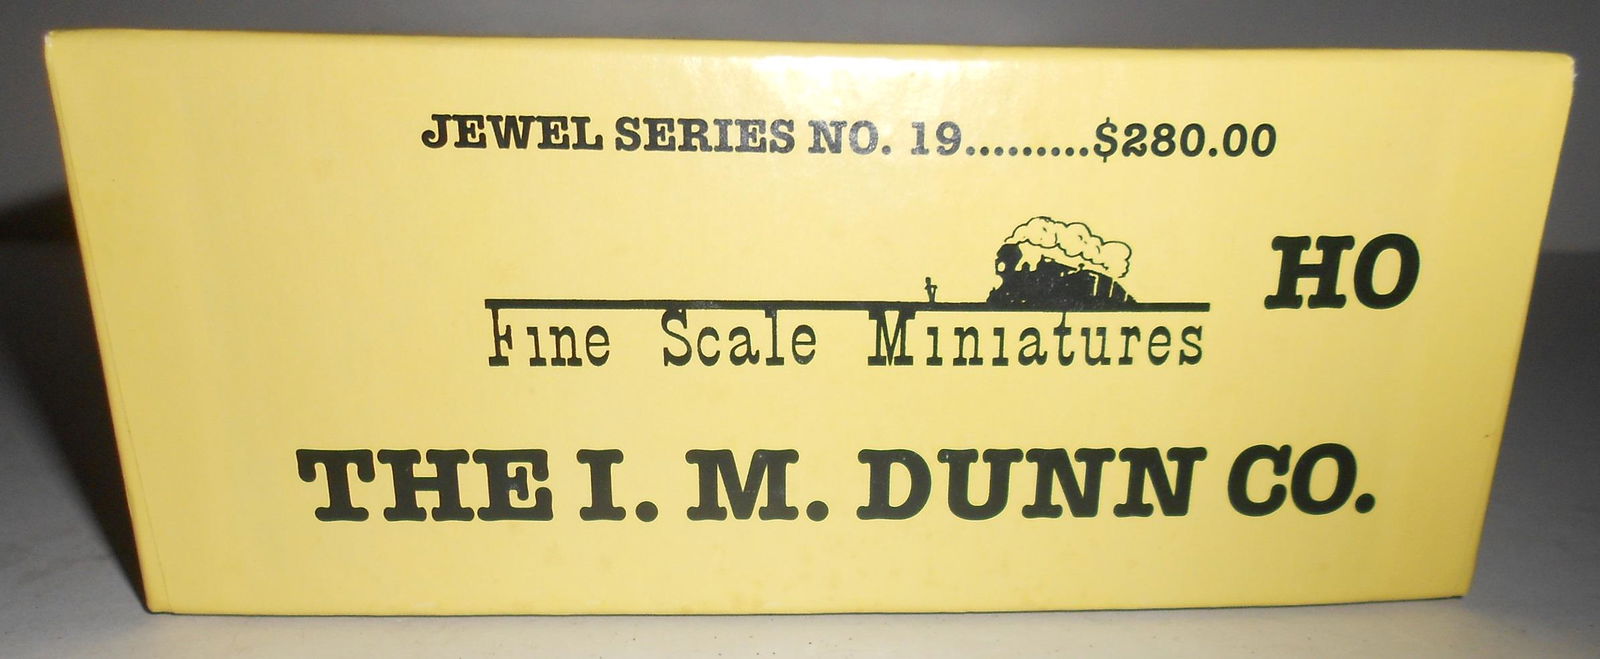 JEWEL SERIES NO. 19.........$280.00
HO
Fine Scale Miniatures
THE I. M. DUNN CO.